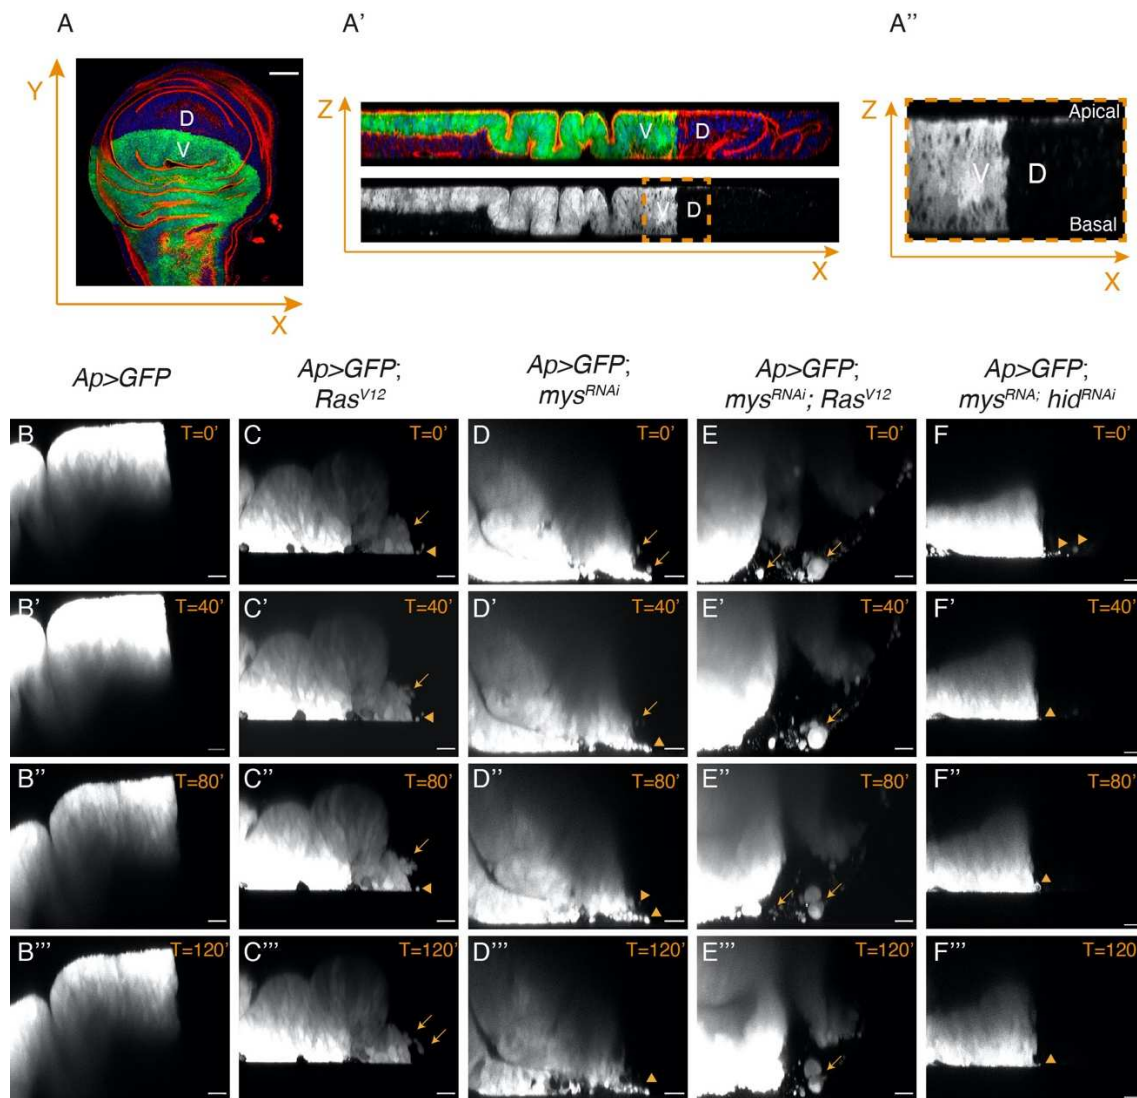 A
A'
A''
Y
D
V
X
Z
V
D
V
D
X
Z
Apical
V
D
Basal
X
Ap>GFP
Ap>GFP;
Ras^V12
Ap>GFP;
mys^RNAi
Ap>GFP;
mys^RNAi; Ras^V12
Ap>GFP;
mys^RNA; hid^RNAi
B T=0'
C T=0'
D T=0'
E T=0'
F T=0'
B' T=40'
C' T=40'
D' T=40'
E' T=40'
F' T=40'
B'' T=80'
C'' T=80'
D'' T=80'
E'' T=80'
F'' T=80'
B''' T=120'
C''' T=120'
D''' T=120'
E''' T=120'
F''' T=120'